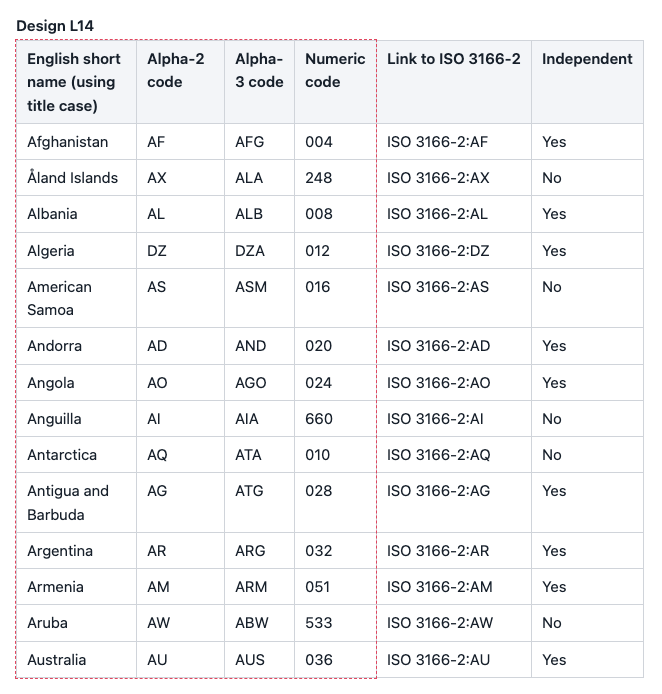 Design L14
English short name (using title case) Alpha-2 code Alpha-3 code Numeric code Link to ISO 3166-2 Independent
Afghanistan AF AFG 004 ISO 3166-2:AF Yes
Åland Islands AX ALA 248 ISO 3166-2:AX No
Albania AL ALB 008 ISO 3166-2:AL Yes
Algeria DZ DZA 012 ISO 3166-2:DZ Yes
American Samoa AS ASM 016 ISO 3166-2:AS No
Andorra AD AND 020 ISO 3166-2:AD Yes
Angola AO AGO 024 ISO 3166-2:AO Yes
Anguilla AI AIA 660 ISO 3166-2:AI No
Antarctica AQ ATA 010 ISO 3166-2:AQ No
Antigua and Barbuda AG ATG 028 ISO 3166-2:AG Yes
Argentina AR ARG 032 ISO 3166-2:AR Yes
Armenia AM ARM 051 ISO 3166-2:AM Yes
Aruba AW ABW 533 ISO 3166-2:AW No
Australia AU AUS 036 ISO 3166-2:AU Yes